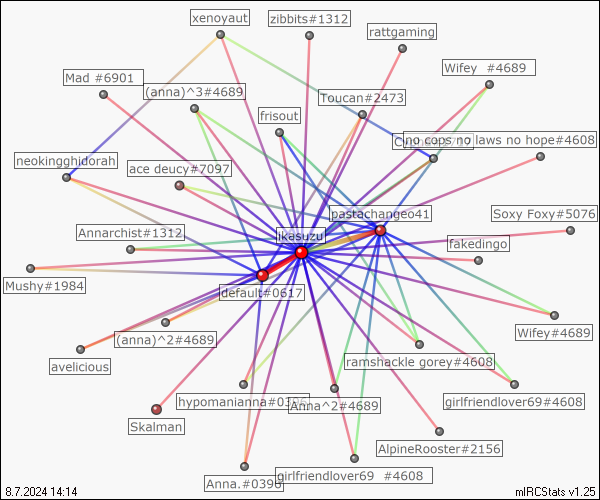 xenoyaut
zibbits#1312
rattgaming
Wifey  #4689
Mad #6901
(anna)^3#4689
Toucan#2473
frisout
no cops no laws no hope#4608
neokingghidorah
ace deucy#7097
pastachangeo41
Soxy Foxy#5076
Annarchist#1312
ikasuzu
fakedingo
Mushy#1984
default#0617
Wifey#4689
(anna)^2#4689
avelicious
ramshackle gorey#4608
hypomanianna#0396
Anna^2#4689
girlfriendlover69#4608
Skalman
AlpineRooster#2156
Anna.#0396
girlfriendlover69  #4608
8.7.2024 14:14
mIRCStats v1.25